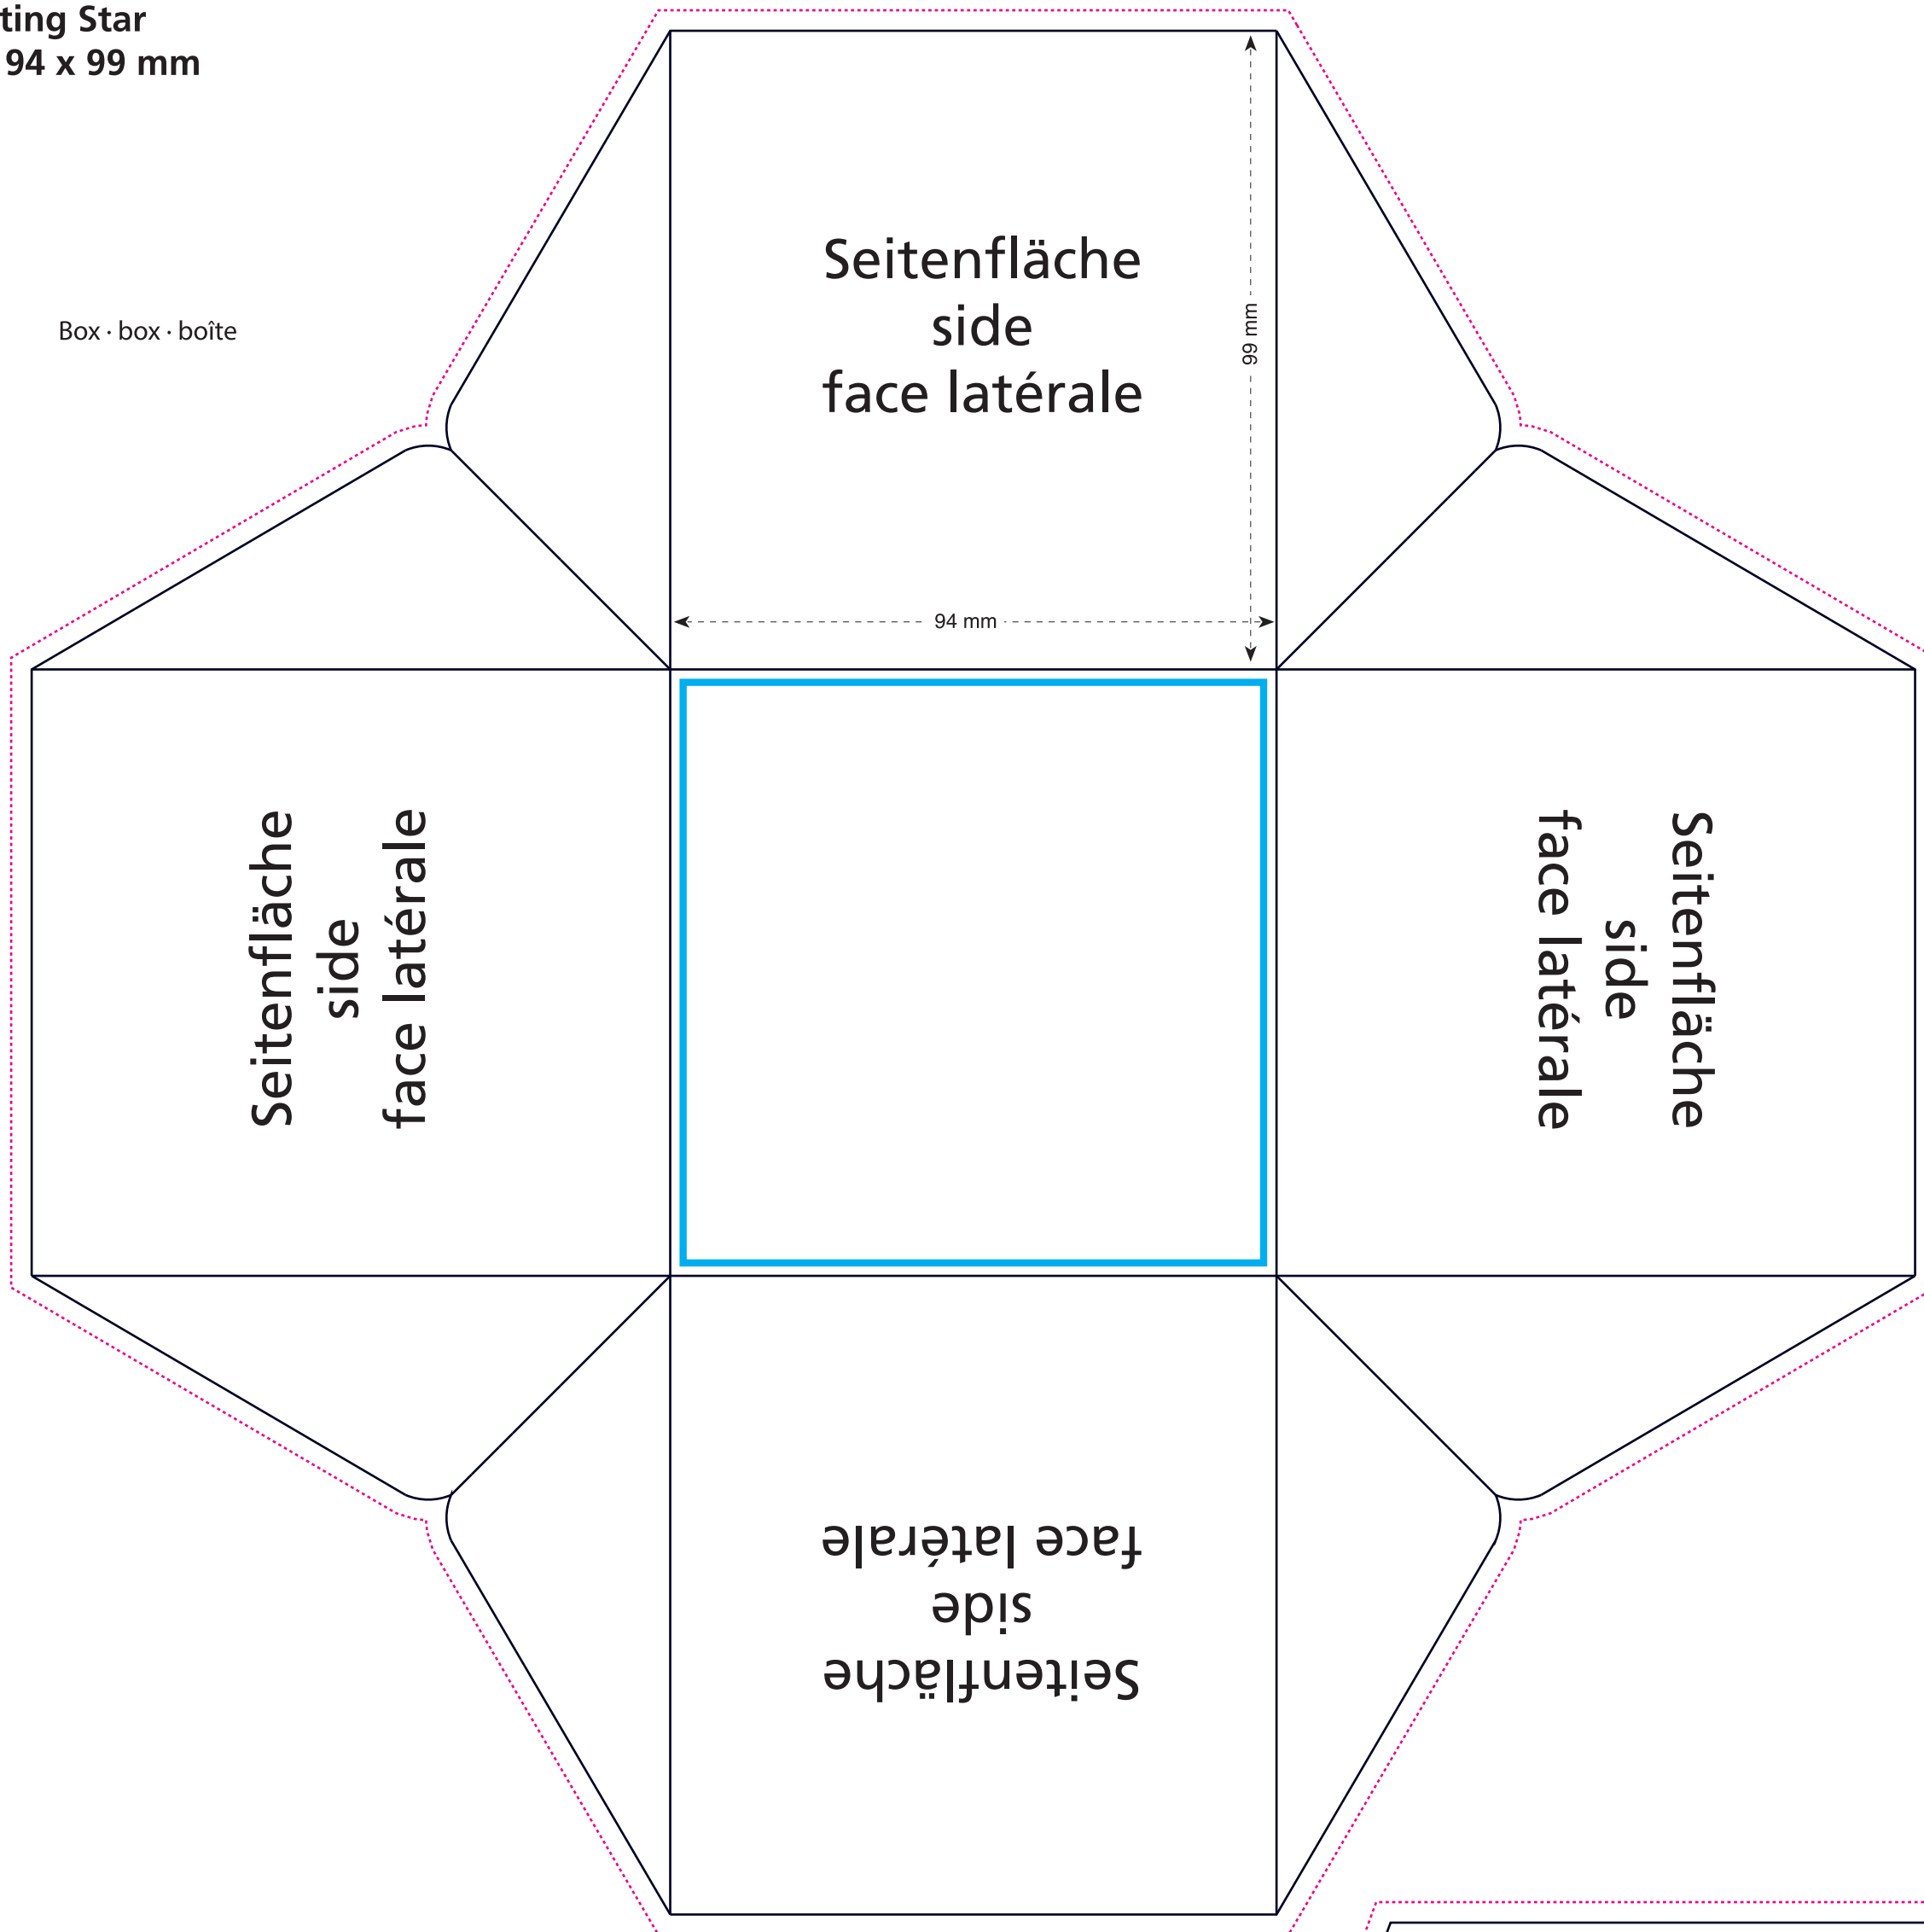 ting Star
94 x 99 mm
Seitenfläche
side
face latérale
99 mm
Box · box · boîte
94 mm
Seitenfläche
side
face latérale
Seitenfläche
side
face latérale
Seitenfläche
side
face latérale